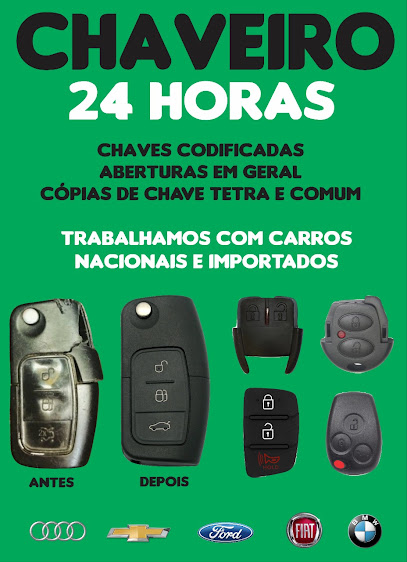 CHAVEIRO
24 HORAS
CHAVES CODIFICADAS
ABERTURAS EM GERAL
CÓPIAS DE CHAVE TETRA E COMUM
TRABALHAMOS COM CARROS
NACIONAIS E IMPORTADOS
ANTES
DEPOIS
Ford
FIAT
BMW